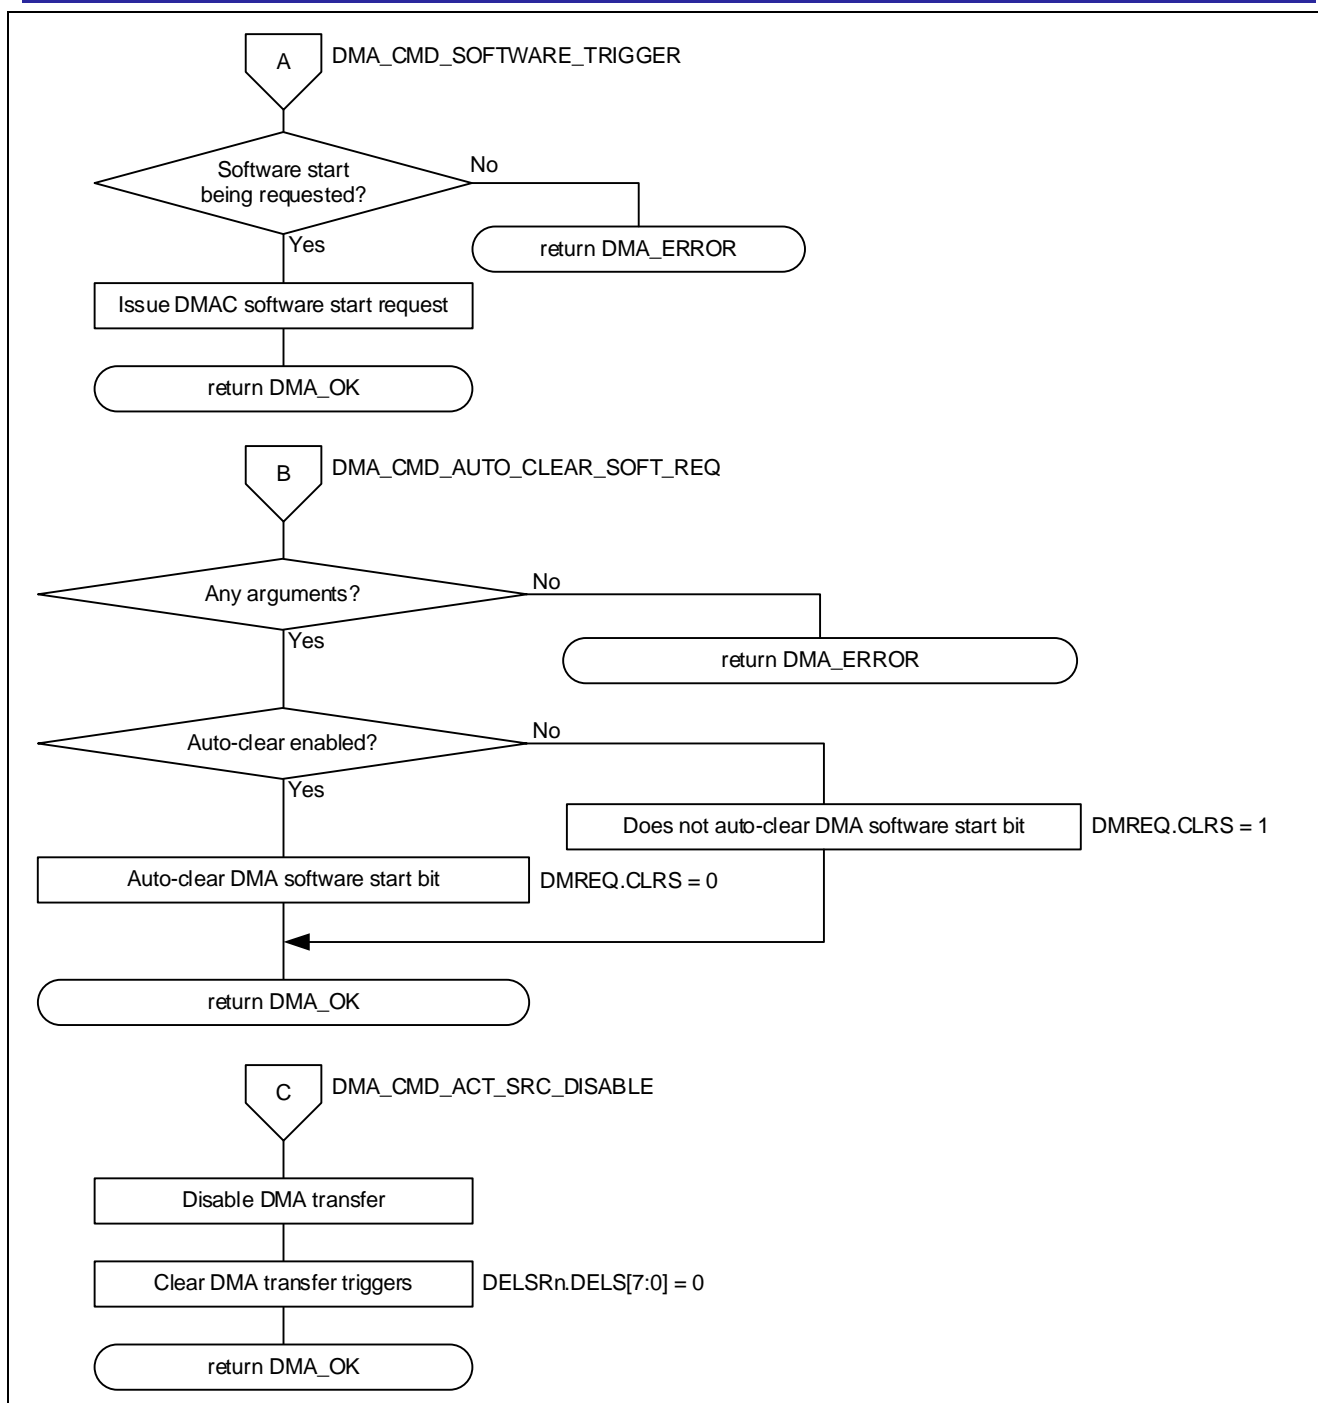 A
DMA_CMD_SOFTWARE_TRIGGER
Software start
being requested?
No
Yes
return DMA_ERROR
Issue DMAC software start request
return DMA_OK
B
DMA_CMD_AUTO_CLEAR_SOFT_REQ
Any arguments?
No
Yes
return DMA_ERROR
Auto-clear enabled?
No
Yes
Does not auto-clear DMA software start bit
DMREQ.CLRS = 1
Auto-clear DMA software start bit
DMREQ.CLRS = 0
return DMA_OK
C
DMA_CMD_ACT_SRC_DISABLE
Disable DMA transfer
Clear DMA transfer triggers
DELSRn.DELS[7:0] = 0
return DMA_OK